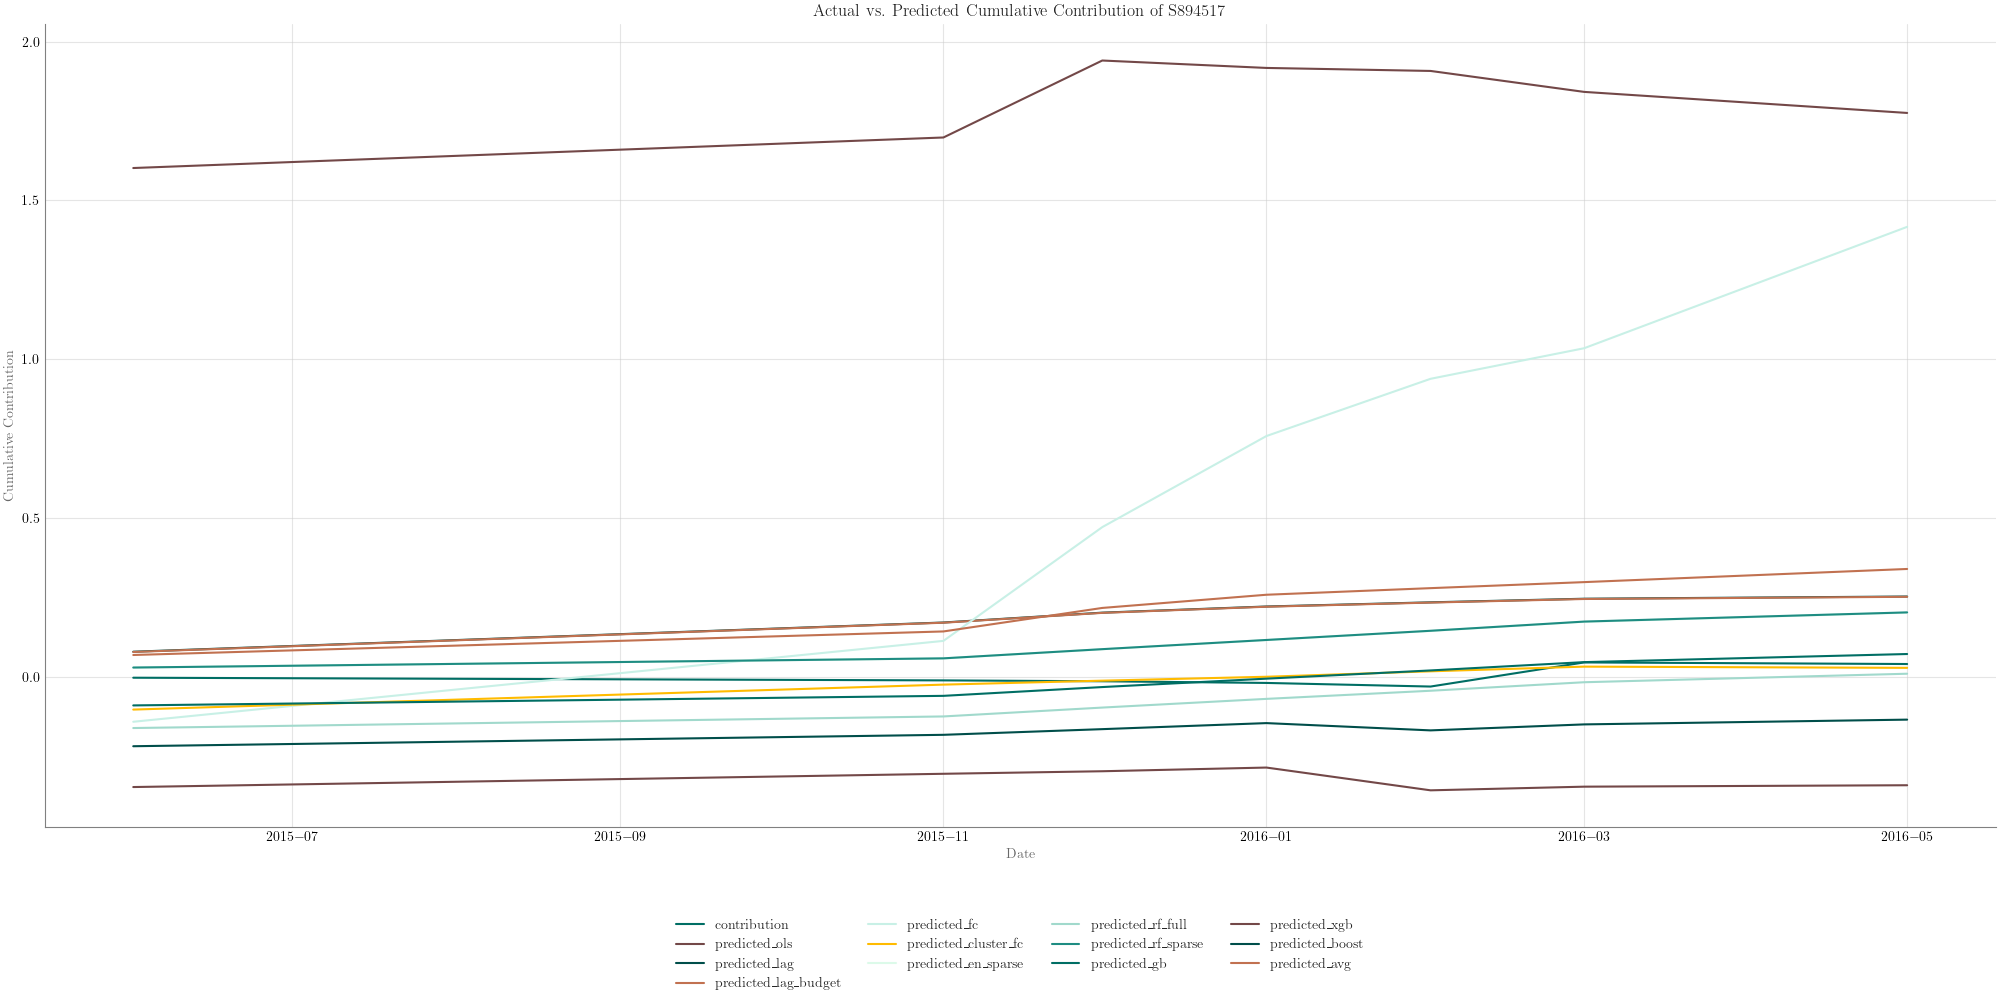 Actual vs. Predicted Cumulative Contribution of S894517
2.0
1.5
1.0
0.5
0.0
Cumulative Contribution
2015–07
2015–09
2015–11
2016–01
2016–03
2016–05
Date
contribution
predicted_ols
predicted_lag
predicted_lag_budget
predicted_fc
predicted_cluster_fc
predicted_en_sparse
predicted_rf_full
predicted_rf_sparse
predicted_gb
predicted_xgb
predicted_boost
predicted_avg